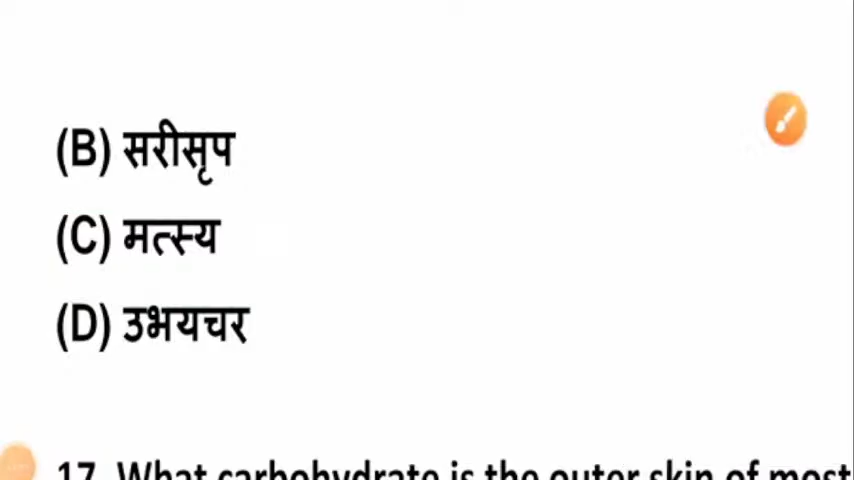 (B) सरीसृप
(C) मत्स्य
(D) उभयचर
17. What carbohydrate is the outer skin of most